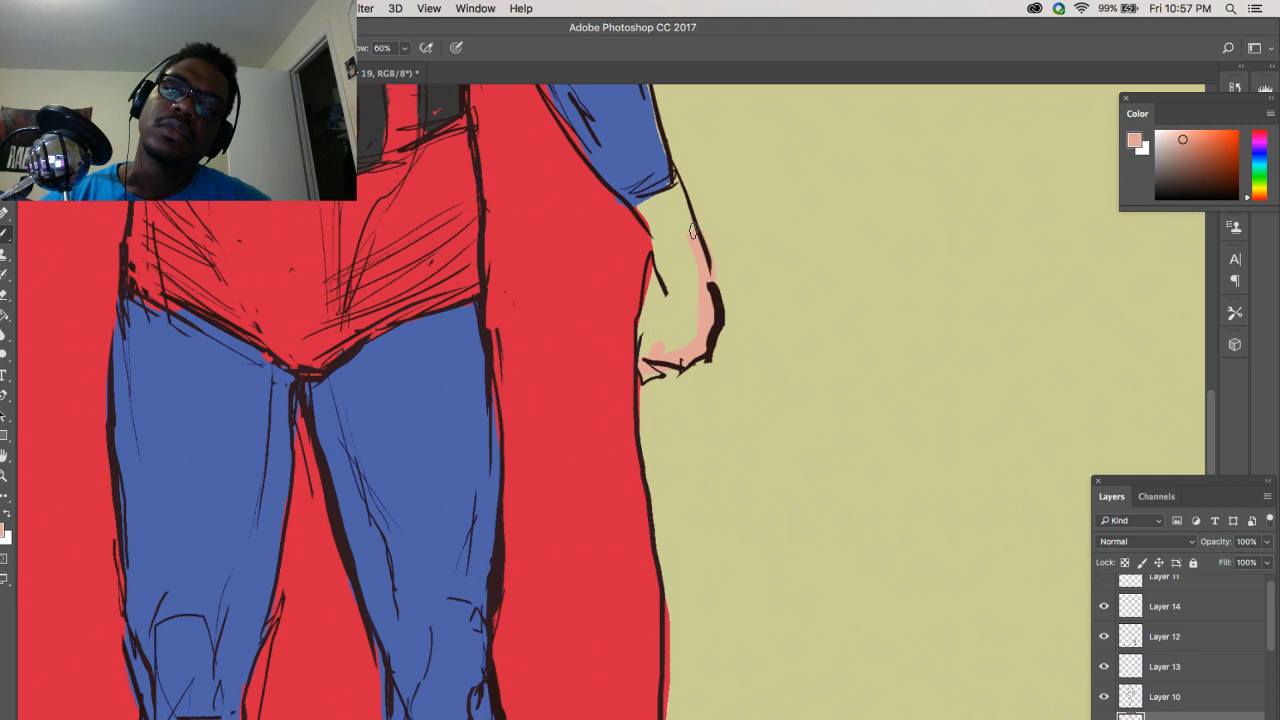 lter 3D View Window Help 99% Fri 10:57 PM
Adobe Photoshop CC 2017
ow: 60%
19, RGB/8*) *
Color
Layers Channels
Kind
Normal Opacity: 100%
Lock: Fill: 100%
Layer 11
Layer 14
Layer 12
Layer 13
Layer 10